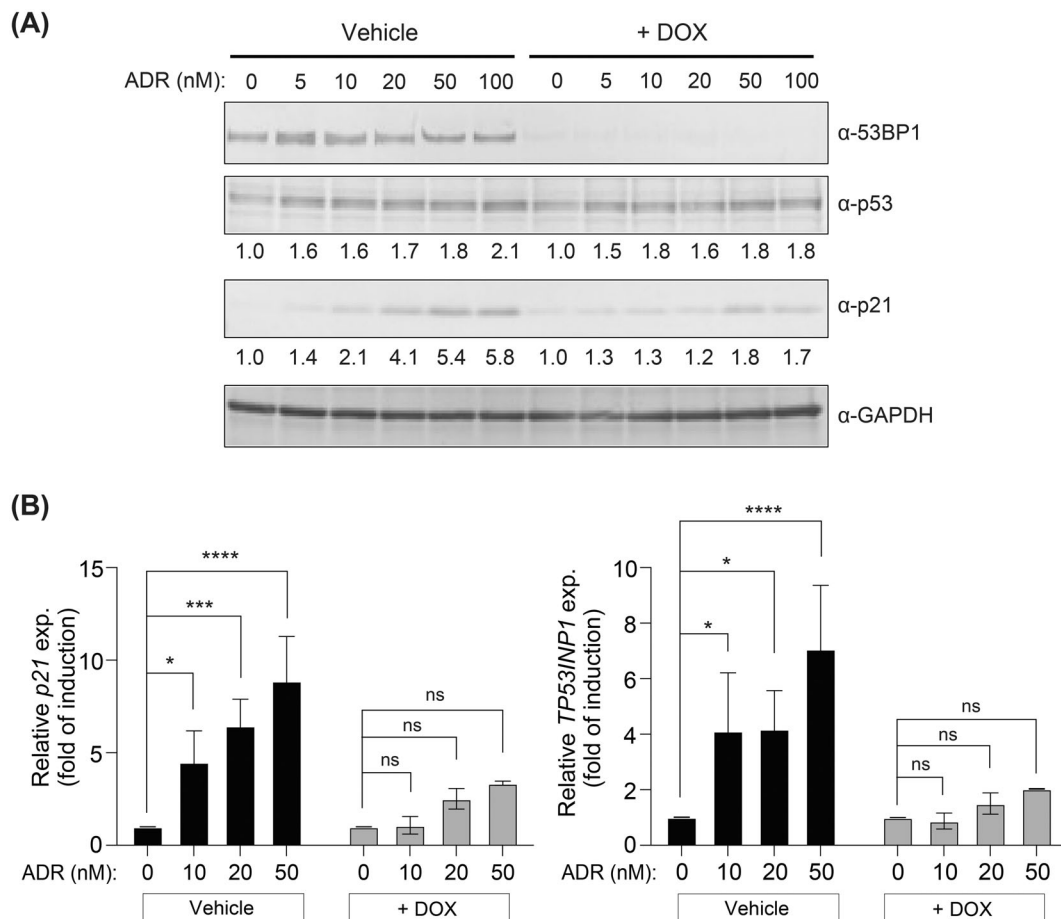 (A)
Vehicle + DOX
ADR (nM): 0 5 10 20 50 100 0 5 10 20 50 100
α-53BP1
α-p53
1.0 1.6 1.6 1.7 1.8 2.1 1.0 1.5 1.8 1.6 1.8 1.8
α-p21
1.0 1.4 2.1 4.1 5.4 5.8 1.0 1.3 1.3 1.2 1.8 1.7
α-GAPDH
(B)
Relative p21 exp.
(fold of induction)
15
10
5
0
****
***
*
ns
ns
ns
ADR (nM): 0 10 20 50 0 10 20 50
Vehicle + DOX
Relative TP53INP1 exp.
(fold of induction)
10
8
6
4
2
0
****
*
*
ns
ns
ns
ADR (nM): 0 10 20 50 0 10 20 50
Vehicle + DOX